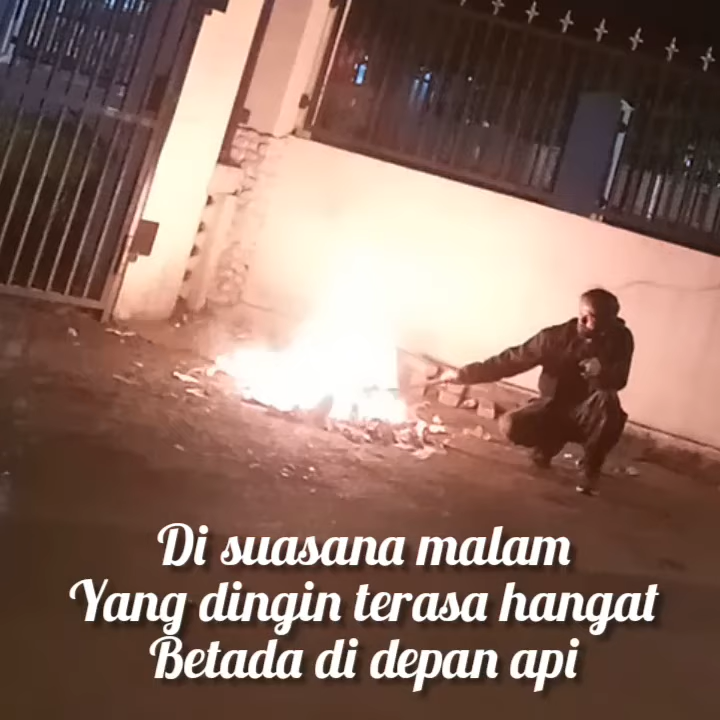 Di suasana malam
Yang dingin terasa hangat
Betada di depan api